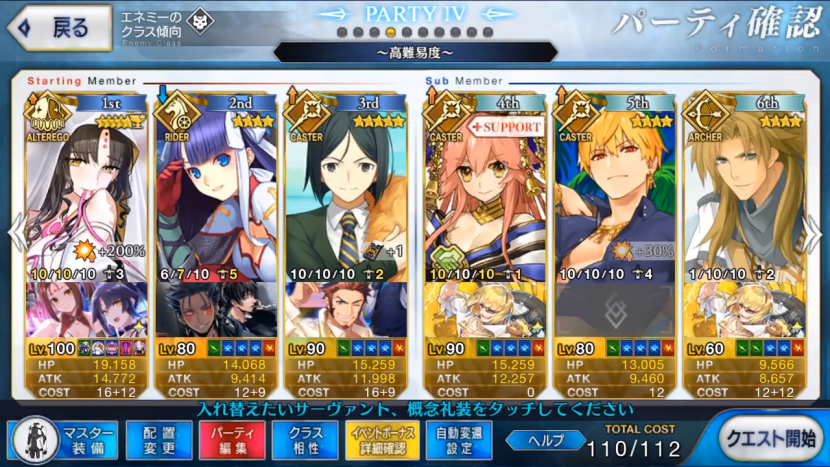 戻る
エネミーの
クラス傾向
Enemy Class
PARTY IV
～高難易度～
パーティ確認
Formation
Starting Member
Sub Member
1st
ALTEREGO
+200%
10/10/10 3
Lv.100
HP 19,158
ATK 14,772
COST 16+12
2nd
RIDER
6/7/10 5
Lv.80
HP 14,068
ATK 9,414
COST 12+9
3rd
CASTER
+1
10/10/10 2
Lv.90
HP 15,259
ATK 11,998
COST 16+9
4th
CASTER
+SUPPORT
10/10/10 1
Lv.90
HP 15,259
ATK 12,257
COST 0
5th
CASTER
+30%
10/10/10 4
Lv.80
HP 13,005
ATK 9,460
COST 12
6th
ARCHER
1/10/10 2
Lv.60
HP 9,566
ATK 8,657
COST 12+12
入れ替えたいサーヴァント、概念礼装をタッチしてください
マスター
装備
配置
変更
パーティ
編集
クラス
相性
イベントボーナス
詳細確認
自動変週
設定
ヘルプ
TOTAL COST
110/112
クエスト開始